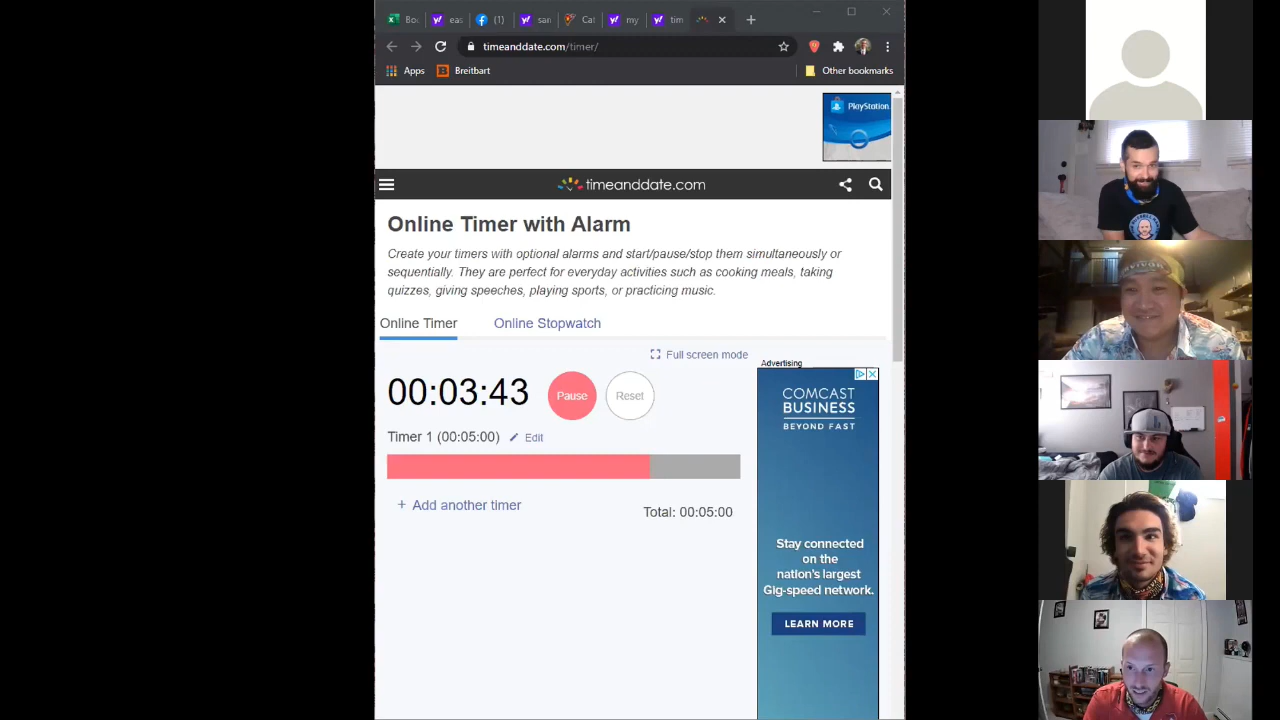 Bo
eas
(1)
sar
Cat
my
tim
timeanddate.com/timer/
Apps
Breitbart
Other bookmarks
PlayStation
timeanddate.com
Online Timer with Alarm
Create your timers with optional alarms and start/pause/stop them simultaneously or
sequentially. They are perfect for everyday activities such as cooking meals, taking
quizzes, giving speeches, playing sports, or practicing music.
Online Timer
Online Stopwatch
Full screen mode
00:03:43
Pause
Reset
Timer 1 (00:05:00)
Edit
+ Add another timer
Total: 00:05:00
Advertising
COMCAST
BUSINESS
BEYOND FAST
Stay connected
on the
nation's largest
Gig-speed network.
LEARN MORE